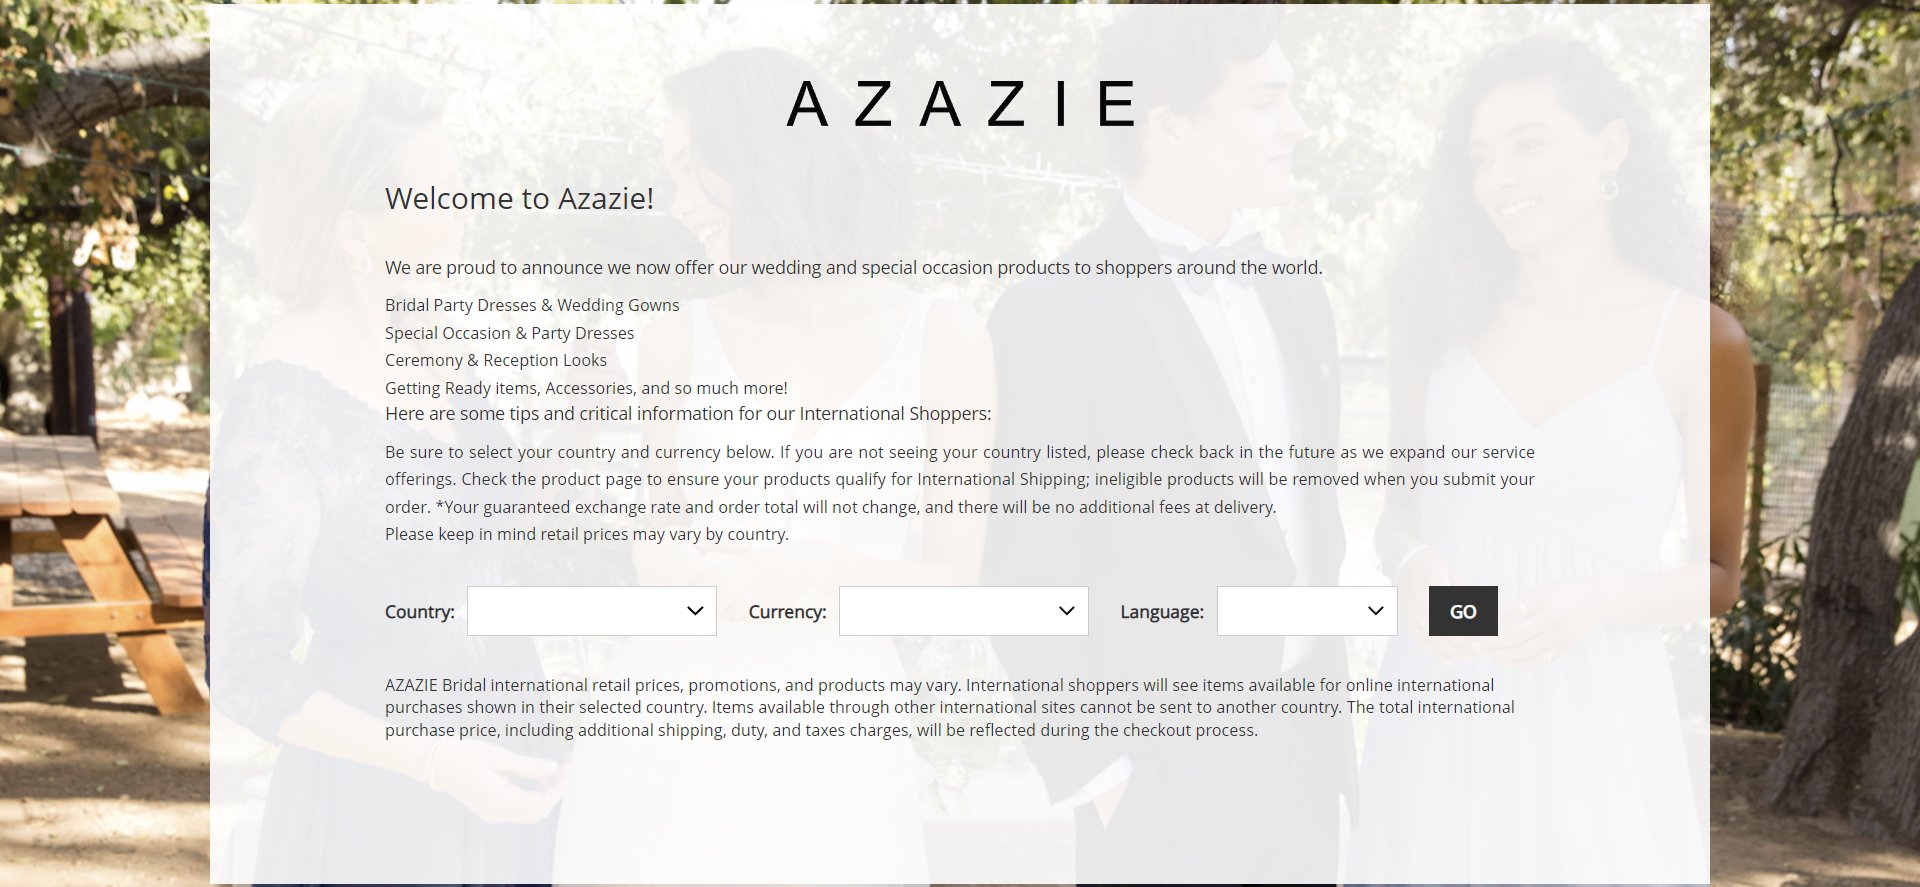 AZAZIE
Welcome to Azazie!
We are proud to announce we now offer our wedding and special occasion products to shoppers around the world.
Bridal Party Dresses & Wedding Gowns
Special Occasion & Party Dresses
Ceremony & Reception Looks
Getting Ready items, Accessories, and so much more!
Here are some tips and critical information for our International Shoppers:
Be sure to select your country and currency below. If you are not seeing your country listed, please check back in the future as we expand our service
offerings. Check the product page to ensure your products qualify for International Shipping; ineligible products will be removed when you submit your
order. *Your guaranteed exchange rate and order total will not change, and there will be no additional fees at delivery.
Please keep in mind retail prices may vary by country.
Country: Currency: Language: GO
AZAZIE Bridal international retail prices, promotions, and products may vary. International shoppers will see items available for online international
purchases shown in their selected country. Items available through other international sites cannot be sent to another country. The total international
purchase price, including additional shipping, duty, and taxes charges, will be reflected during the checkout process.